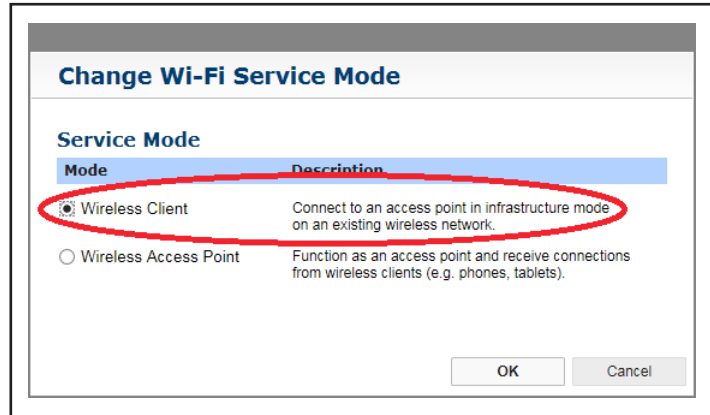 Change Wi-Fi Service Mode
Service Mode
Mode Description
Wireless Client Connect to an access point in infrastructure mode
on an existing wireless network.
Wireless Access Point Function as an access point and receive connections
from wireless clients (e.g. phones, tablets).
OK Cancel